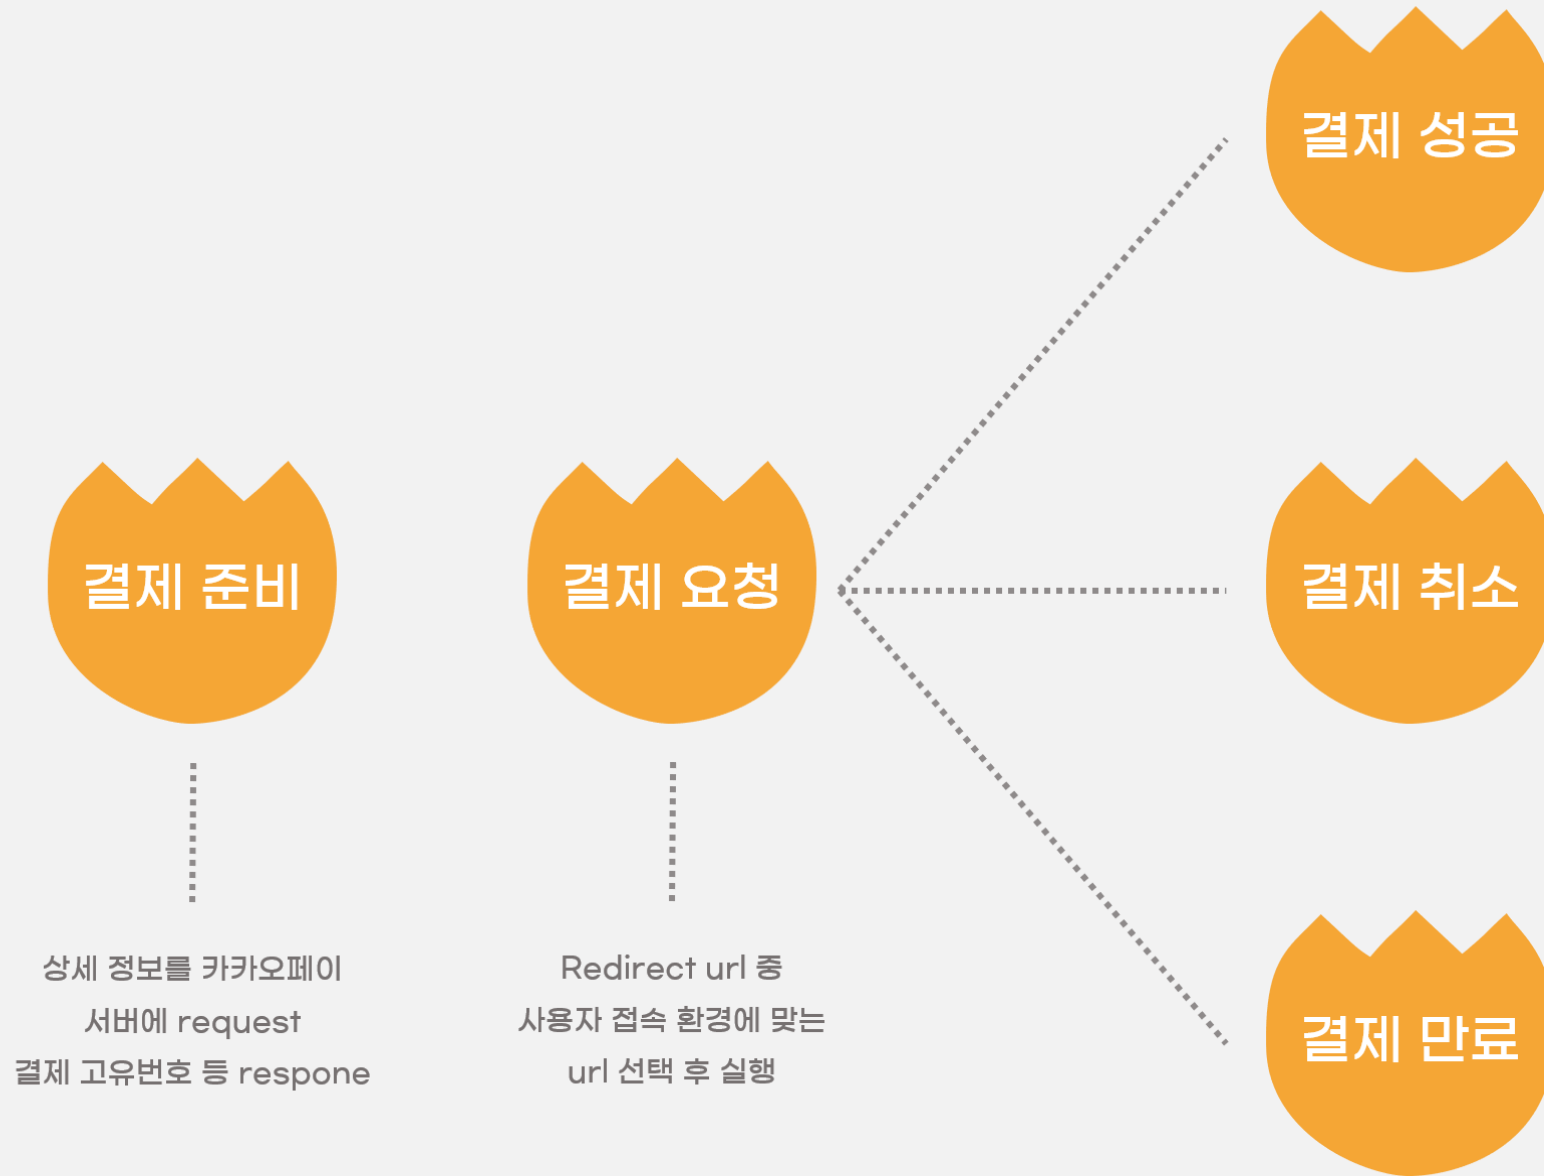 결제 성공
결제 준비
결제 요청
결제 취소
상세 정보를 카카오페이
서버에 request
결제 고유번호 등 respone
Redirect url 중
사용자 접속 환경에 맞는
url 선택 후 실행
결제 만료